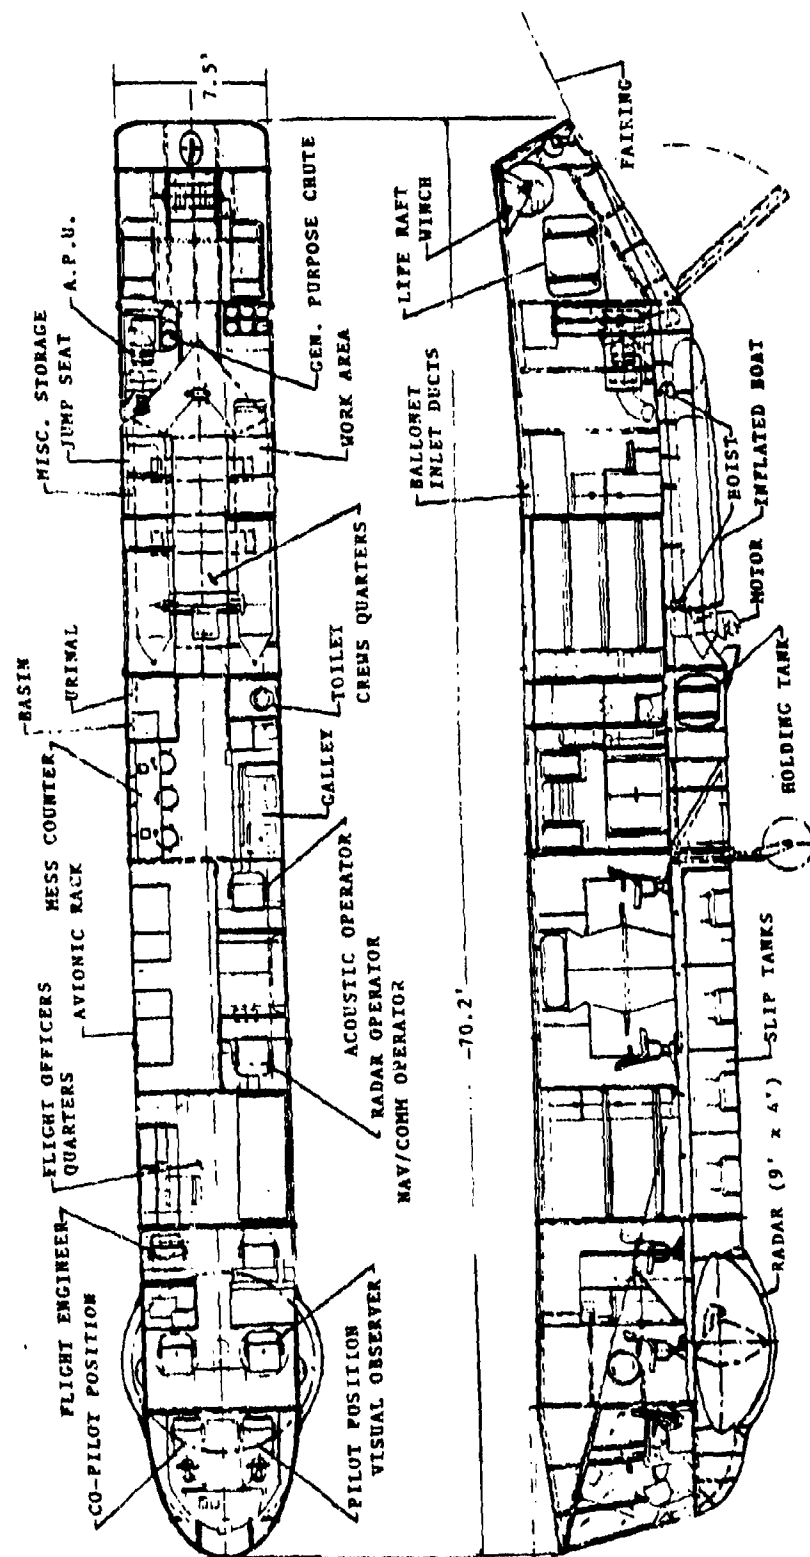 7.5'
A.P.U.
MISC. STORAGE
JUMP SEAT
GEN. PURPOSE CHUTE
WORK AREA
BASIN
URINAL
TOILET
CREWS QUARTERS
MESS COUNTER
GALLEY
AVIONIC RACK
ACOUSTIC OPERATOR
RADAR OPERATOR
NAV/COMM OPERATOR
FLIGHT OFFICERS
QUARTERS
FLIGHT ENGINEER
CO-PILOT POSITION
PILOT POSITION
VISUAL OBSERVER
70.2'
FAIRING
LIFE RAFT
WINCH
BALLONET
INLET DUCTS
HOIST
INFLATED BOAT
MOTOR
HOLDING TANK
SLIP TANKS
RADAR (9' x 4')